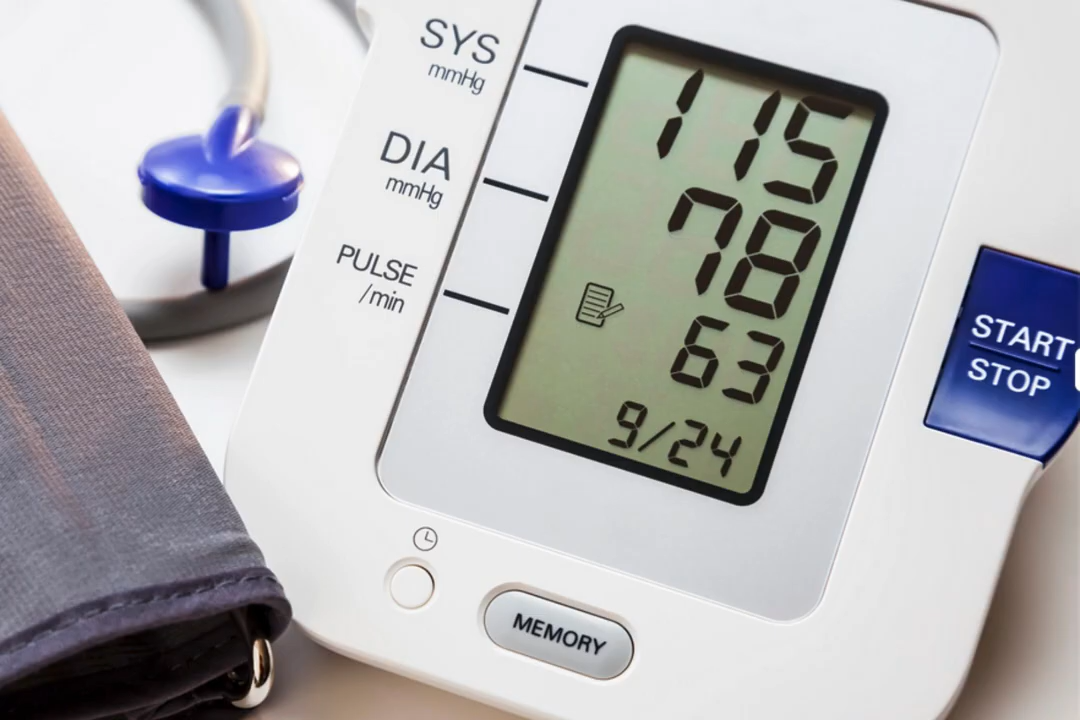 SYS
mmHg
115
DIA
mmHg
78
PULSE
/min
63
9/24
START
STOP
MEMORY